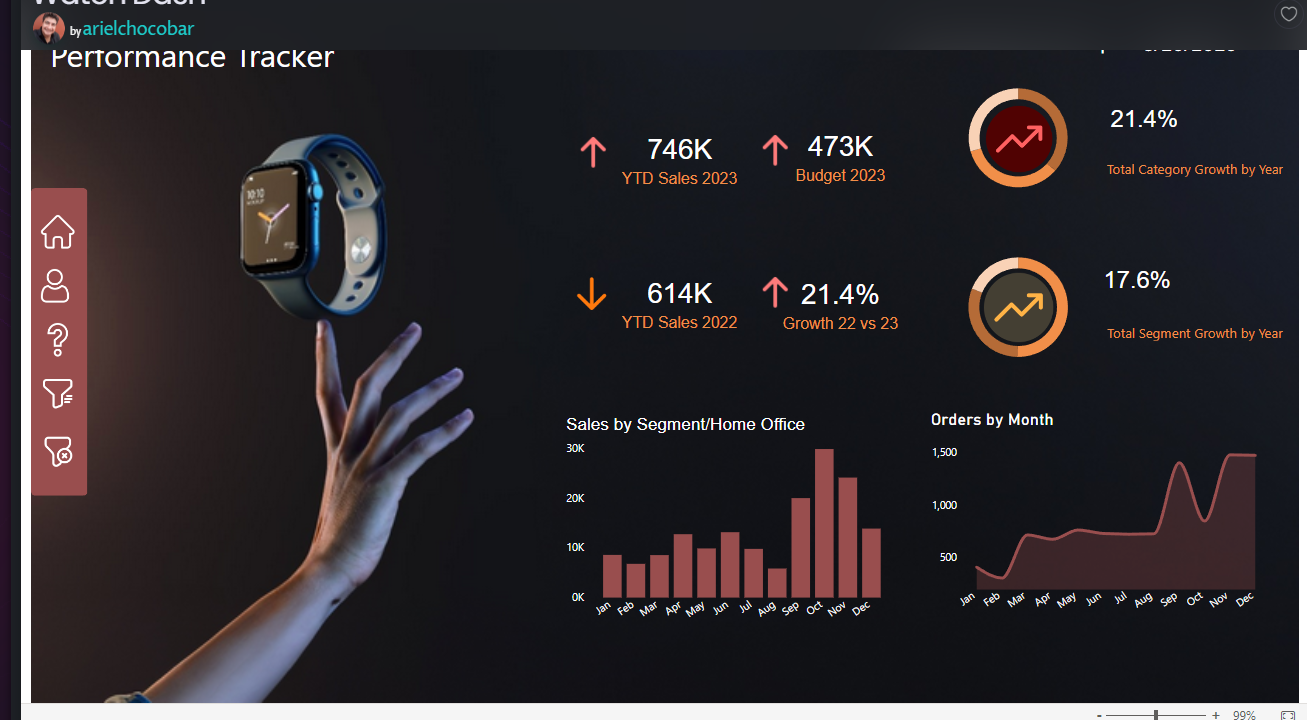 Watch Dash
by arielchocobar
Performance Tracker
746K
YTD Sales 2023
473K
Budget 2023
21.4%
Total Category Growth by Year
10:10
614K
YTD Sales 2022
21.4%
Growth 22 vs 23
17.6%
Total Segment Growth by Year
Sales by Segment/Home Office
30K
20K
10K
0K
Jan Feb Mar Apr May Jun Jul Aug Sep Oct Nov Dec
Orders by Month
1,500
1,000
500
Jan Feb Mar Apr May Jun Jul Aug Sep Oct Nov Dec
- + 99%